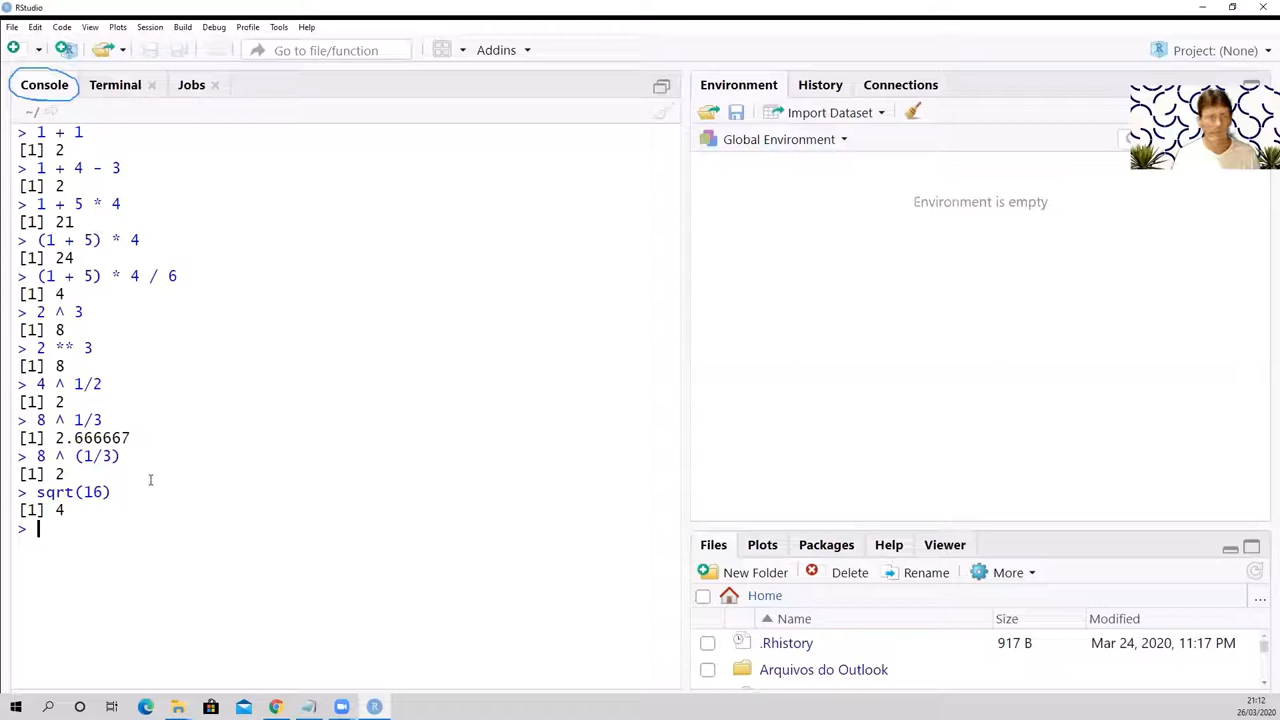 RStudio
File Edit Code View Plots Session Build Debug Profile Tools Help
Go to file/function Addins Project: (None)
Console Terminal Jobs
~/
> 1 + 1
[1] 2
> 1 + 4 - 3
[1] 2
> 1 + 5 * 4
[1] 21
> (1 + 5) * 4
[1] 24
> (1 + 5) * 4 / 6
[1] 4
> 2 ^ 3
[1] 8
> 2 ** 3
[1] 8
> 4 ^ 1/2
[1] 2
> 8 ^ 1/3
[1] 2.666667
> 8 ^ (1/3)
[1] 2
> sqrt(16)
[1] 4
>
Environment History Connections
Import Dataset
Global Environment
Environment is empty
Files Plots Packages Help Viewer
New Folder Delete Rename More
Home ...
Name Size Modified
.Rhistory 917 B Mar 24, 2020, 11:17 PM
Arquivos do Outlook
21:12
26/03/2020